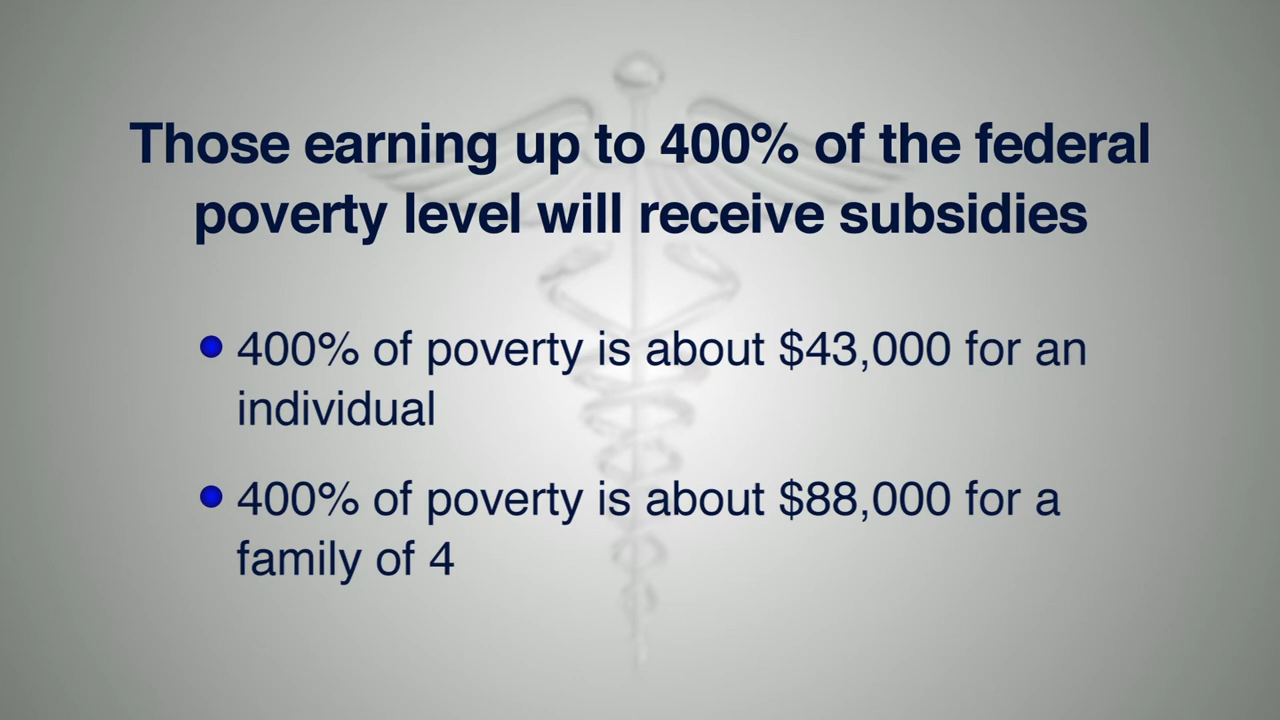 Those earning up to 400% of the federal
poverty level will receive subsidies
400% of poverty is about $43,000 for an
individual
400% of poverty is about $88,000 for a
family of 4